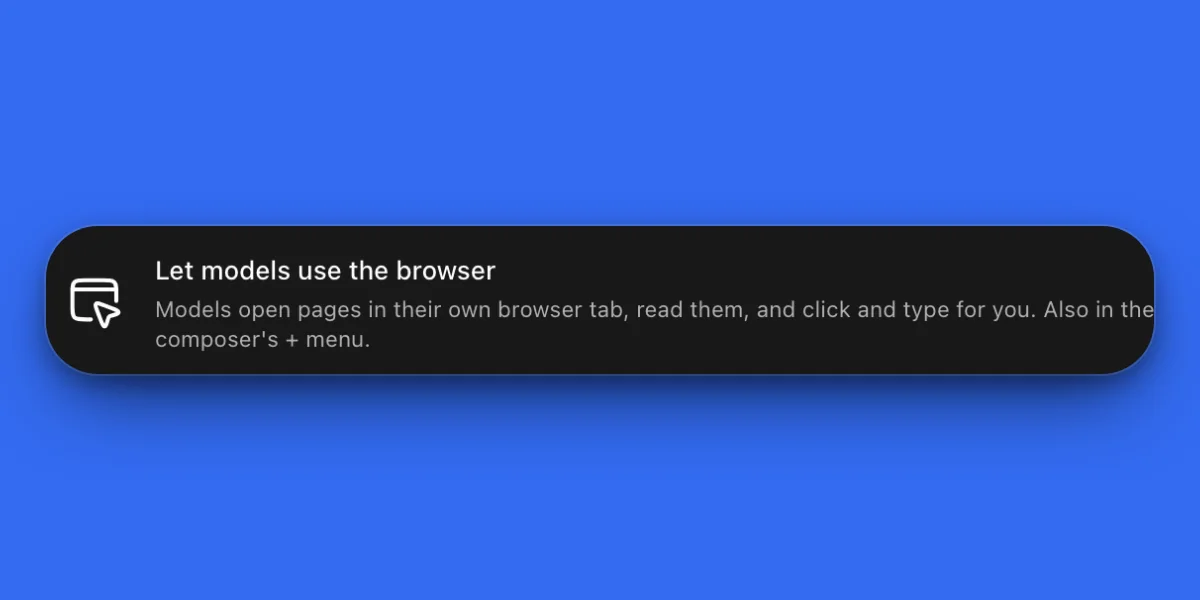 Let models use the browser
Models open pages in their own browser tab, read them, and click and type for you. Also in the
composer's + menu.